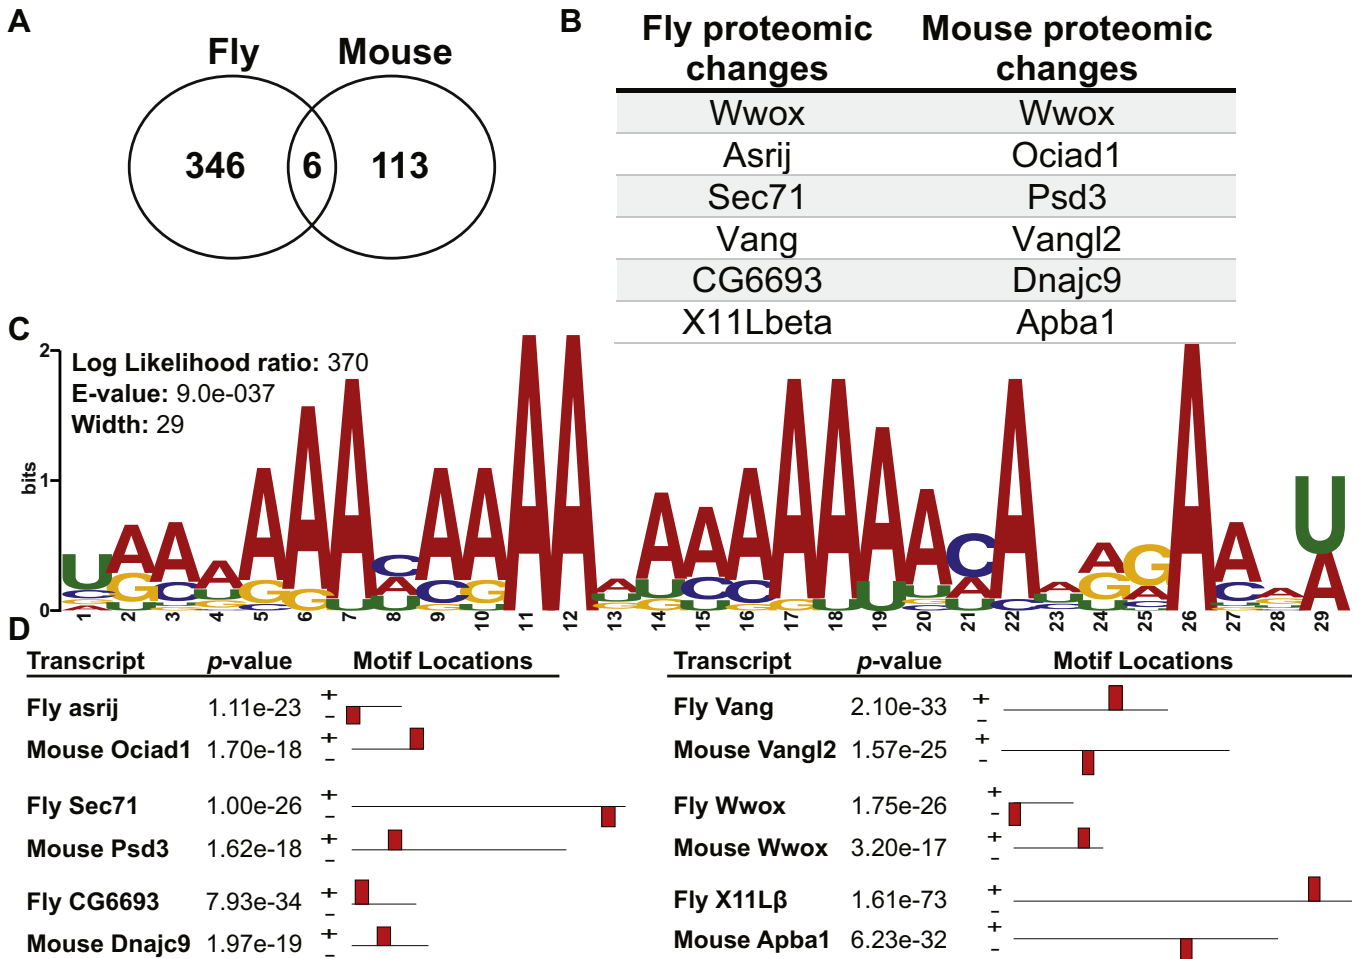 A
Fly Mouse
346 6 113
B
Fly proteomic changes Mouse proteomic changes
Wwox Wwox
Asrij Ociad1
Sec71 Psd3
Vang Vangl2
CG6693 Dnajc9
X11Lbeta Apba1
C
Log Likelihood ratio: 370
E-value: 9.0e-037
Width: 29
bits
2
1
0
1 2 3 4 5 6 7 8 9 10 11 12 13 14 15 16 17 18 19 20 21 22 23 24 25 26 27 28 29
D
Transcript p-value Motif Locations
Fly asrij 1.11e-23 + -
Mouse Ociad1 1.70e-18 + -
Fly Sec71 1.00e-26 + -
Mouse Psd3 1.62e-18 + -
Fly CG6693 7.93e-34 + -
Mouse Dnajc9 1.97e-19 + -
Transcript p-value Motif Locations
Fly Vang 2.10e-33 + -
Mouse Vangl2 1.57e-25 + -
Fly Wwox 1.75e-26 + -
Mouse Wwox 3.20e-17 + -
Fly X11Lβ 1.61e-73 + -
Mouse Apba1 6.23e-32 + -